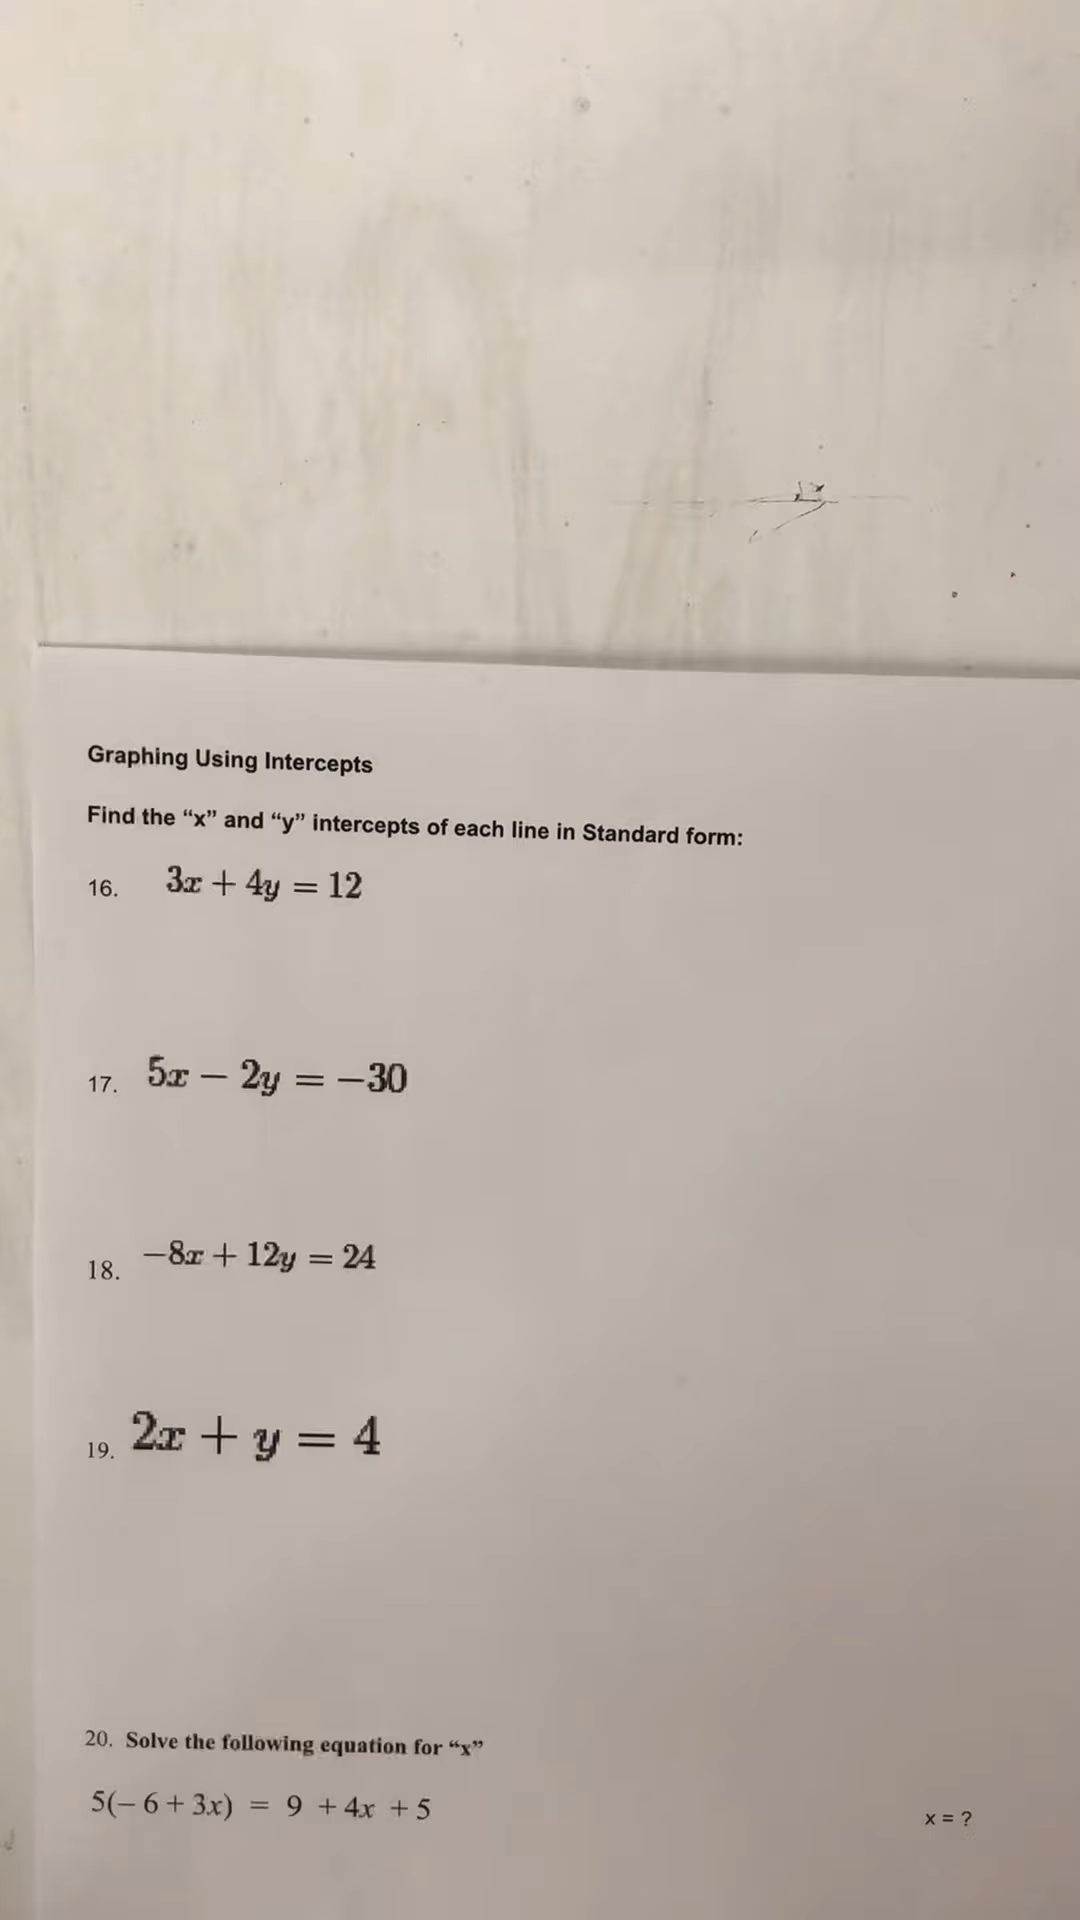 Graphing Using Intercepts
Find the “x” and “y” intercepts of each line in Standard form:
16. 3x + 4y = 12
17. 5x − 2y = −30
18. −8x + 12y = 24
19. 2x + y = 4
20. Solve the following equation for “x”
5(− 6 + 3x) = 9 + 4x + 5
x = ?